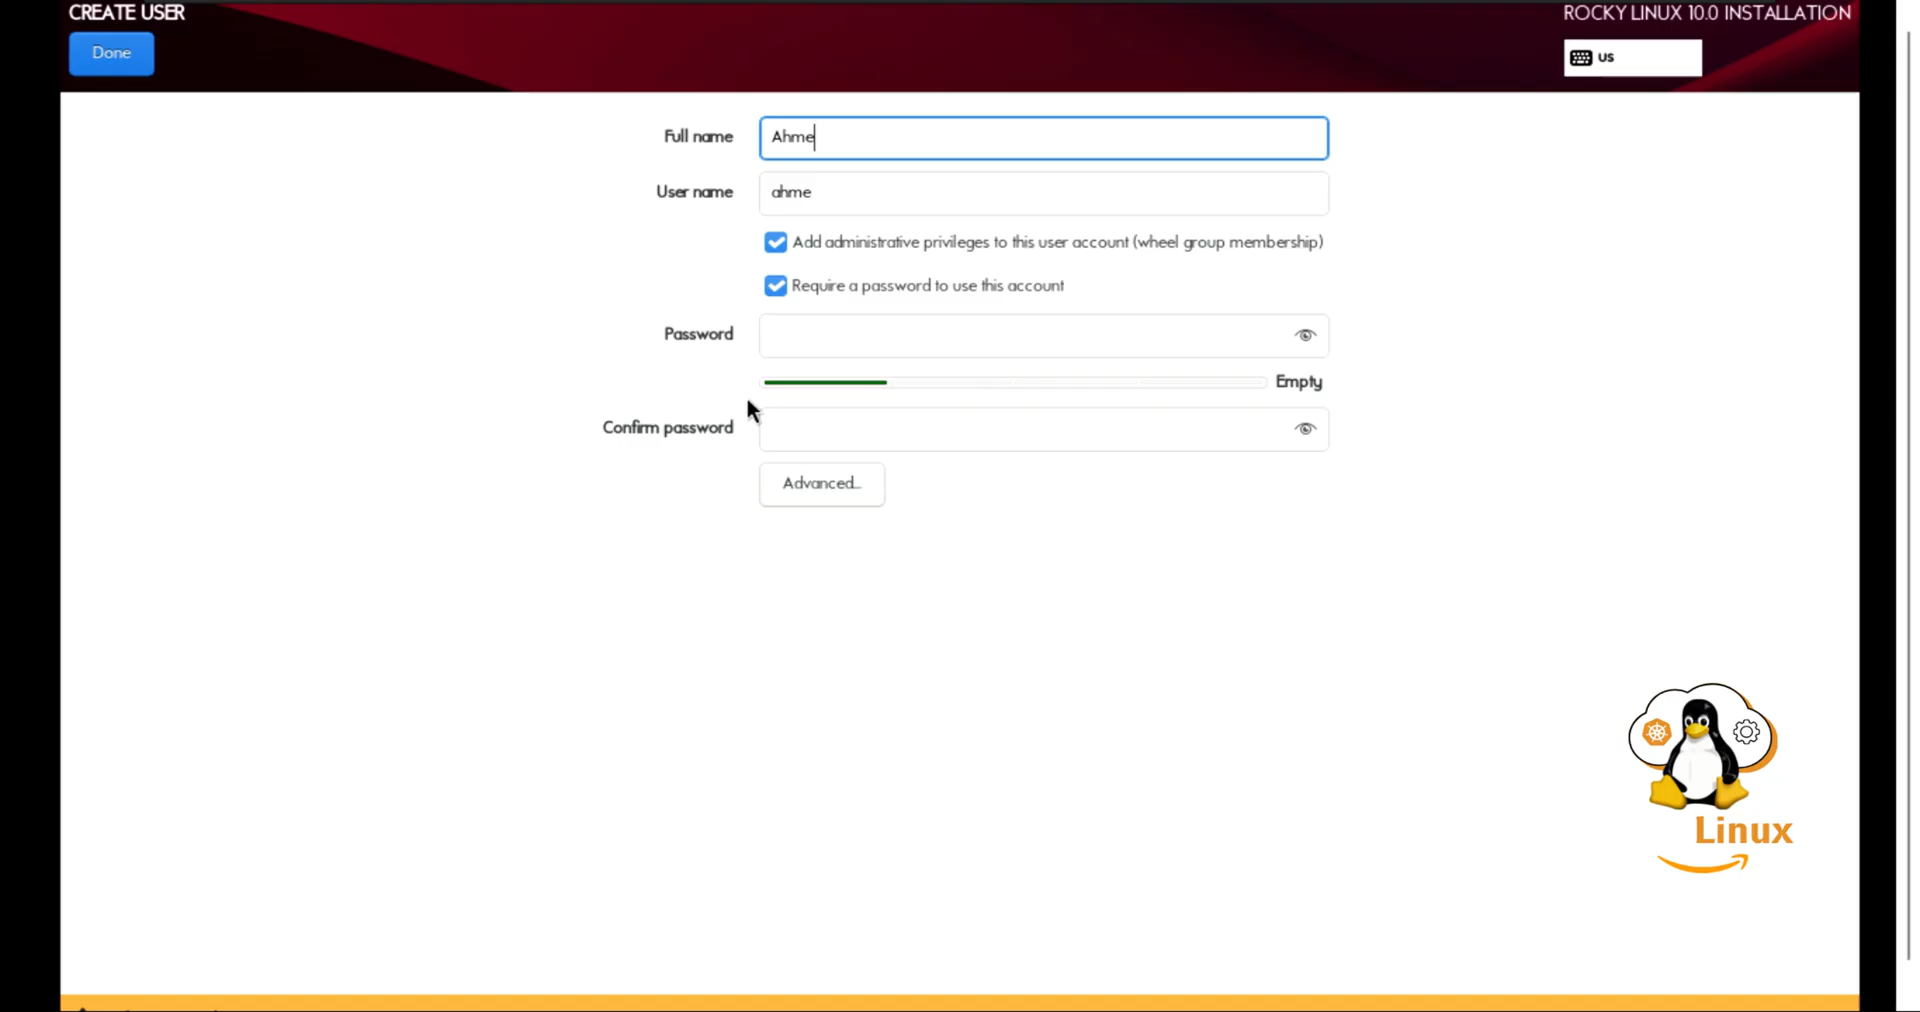 CREATE USER
ROCKY LINUX 10.0 INSTALLATION
Done
us
Full name
Ahme
User name
ahme
Add administrative privileges to this user account (wheel group membership)
Require a password to use this account
Password
Empty
Confirm password
Advanced...
Linux